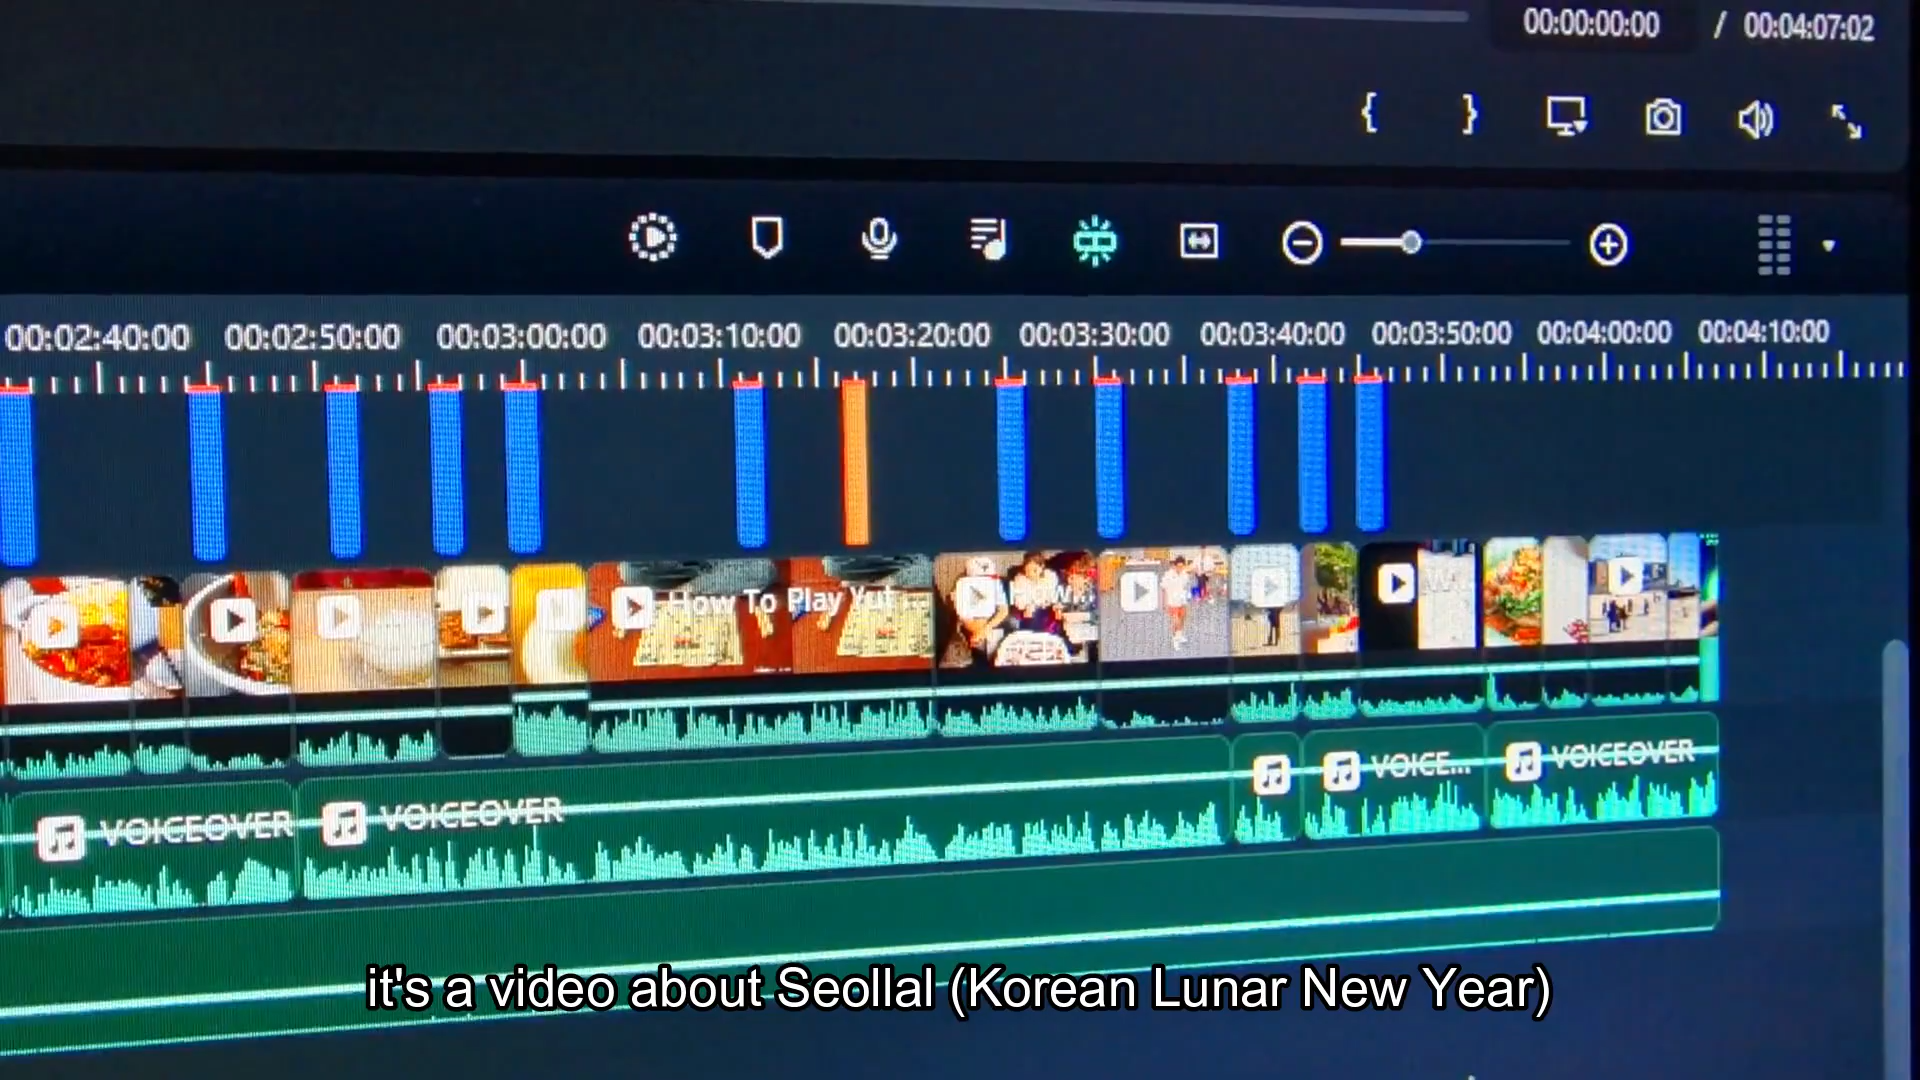 00:00:00:00 / 00:04:07:02
{ }
00:02:40:00 00:02:50:00 00:03:00:00 00:03:10:00 00:03:20:00 00:03:30:00 00:03:40:00 00:03:50:00 00:04:00:00 00:04:10:00
How To Play Yut ...
How...
VOICE... VOICEOVER
VOICEOVER VOICEOVER
it's a video about Seollal (Korean Lunar New Year)